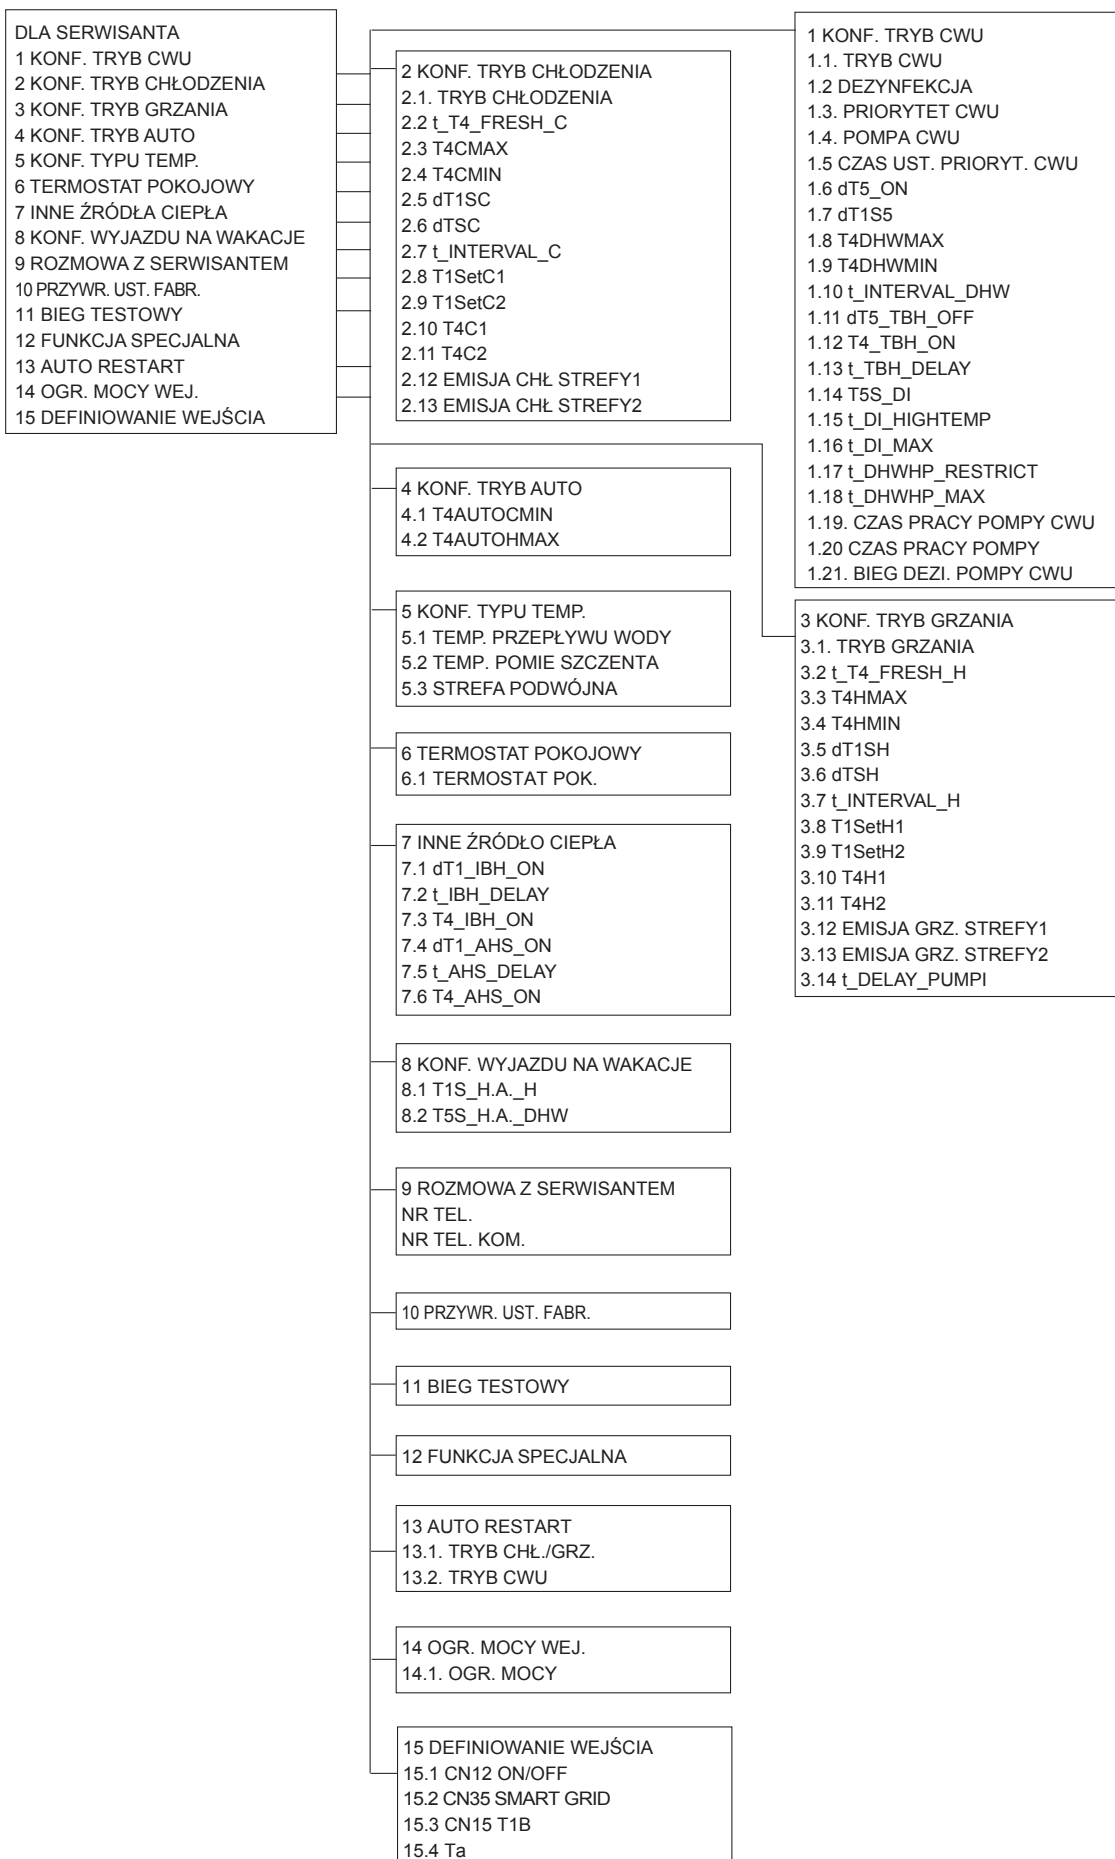 DLA SERWISANTA
1 KONF. TRYB CWU
2 KONF. TRYB CHŁODZENIA
3 KONF. TRYB GRZANIA
4 KONF. TRYB AUTO
5 KONF. TYPU TEMP.
6 TERMOSTAT POKOJOWY
7 INNE ŹRÓDŁA CIEPŁA
8 KONF. WYJAZDU NA WAKACJE
9 ROZMOWA Z SERWISANTEM
10 PRZYWR. UST. FABR.
11 BIEG TESTOWY
12 FUNKCJA SPECJALNA
13 AUTO RESTART
14 OGR. MOCY WEJ.
15 DEFINIOWANIE WEJŚCIA
1 KONF. TRYB CWU
1.1. TRYB CWU
1.2 DEZYNFEKCJA
1.3. PRIORYTET CWU
1.4. POMPA CWU
1.5 CZAS UST. PRIORYT. CWU
1.6 dT5_ON
1.7 dT1S5
1.8 T4DHWMAX
1.9 T4DHWMIN
1.10 t_INTERVAL_DHW
1.11 dT5_TBH_OFF
1.12 T4_TBH_ON
1.13 t_TBH_DELAY
1.14 T5S_DI
1.15 t_DI_HIGHTEMP
1.16 t_DI_MAX
1.17 t_DHWHP_RESTRICT
1.18 t_DHWHP_MAX
1.19. CZAS PRACY POMPY CWU
1.20 CZAS PRACY POMPY
1.21. BIEG DEZI. POMPY CWU
2 KONF. TRYB CHŁODZENIA
2.1. TRYB CHŁODZENIA
2.2 t_T4_FRESH_C
2.3 T4CMAX
2.4 T4CMIN
2.5 dT1SC
2.6 dTSC
2.7 t_INTERVAL_C
2.8 T1SetC1
2.9 T1SetC2
2.10 T4C1
2.11 T4C2
2.12 EMISJA CHŁ STREFY1
2.13 EMISJA CHŁ STREFY2
3 KONF. TRYB GRZANIA
3.1. TRYB GRZANIA
3.2 t_T4_FRESH_H
3.3 T4HMAX
3.4 T4HMIN
3.5 dT1SH
3.6 dTSH
3.7 t_INTERVAL_H
3.8 T1SetH1
3.9 T1SetH2
3.10 T4H1
3.11 T4H2
3.12 EMISJA GRZ. STREFY1
3.13 EMISJA GRZ. STREFY2
3.14 t_DELAY_PUMPI
4 KONF. TRYB AUTO
4.1 T4AUTOCMIN
4.2 T4AUTOHMAX
5 KONF. TYPU TEMP.
5.1 TEMP. PRZEPŁYWU WODY
5.2 TEMP. POMIE SZCZENTA
5.3 STREFA PODWÓJNA
6 TERMOSTAT POKOJOWY
6.1 TERMOSTAT POK.
7 INNE ŹRÓDŁO CIEPŁA
7.1 dT1_IBH_ON
7.2 t_IBH_DELAY
7.3 T4_IBH_ON
7.4 dT1_AHS_ON
7.5 t_AHS_DELAY
7.6 T4_AHS_ON
8 KONF. WYJAZDU NA WAKACJE
8.1 T1S_H.A._H
8.2 T5S_H.A._DHW
9 ROZMOWA Z SERWISANTEM
NR TEL.
NR TEL. KOM.
10 PRZYWR. UST. FABR.
11 BIEG TESTOWY
12 FUNKCJA SPECJALNA
13 AUTO RESTART
13.1. TRYB CHŁ./GRZ.
13.2. TRYB CWU
14 OGR. MOCY WEJ.
14.1. OGR. MOCY
15 DEFINIOWANIE WEJŚCIA
15.1 CN12 ON/OFF
15.2 CN35 SMART GRID
15.3 CN15 T1B
15.4 Ta